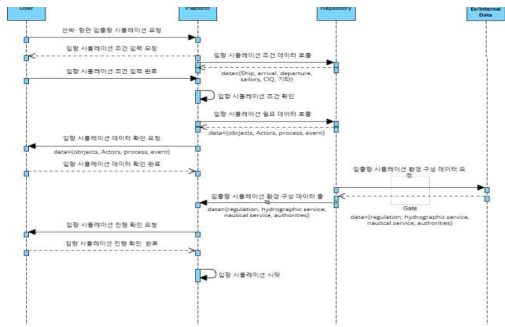 User
Platform
Repository
Ex/Internal
Data
선박- 항만 입출항 시뮬레이션 요청
입항 시뮬레이션 조건 입력 요청
입항 시뮬레이션 조건 데이터 호출
data={Ship, arrival, departure,
sailors, CIQ, 기타}
입항 시뮬레이션 조건 입력 완료
입항 시뮬레이션 조건 확인
입항 시뮬레이션 필요 데이터 호출
data={obrjects, Actors, process, event}
입항 시뮬레이션 데이터 확인 요청
data={obrjects, Actors, process, event}
입항 시뮬레이션 데이터 확인 완료
입출항 시뮬레이션 환경 구성 데이터 요
청
입출항 시뮬레이션 환경 구성 데이터 호
출
data={regulation, hydrographic service,
nautical service, authorities}
Gate
data={regulation, hydrographic service,
nautical service, authorities}
입항 시뮬레이션 진행 확인 요청
입항 시뮬레이션 진행 확인 완료
입항 시뮬레이션 시작